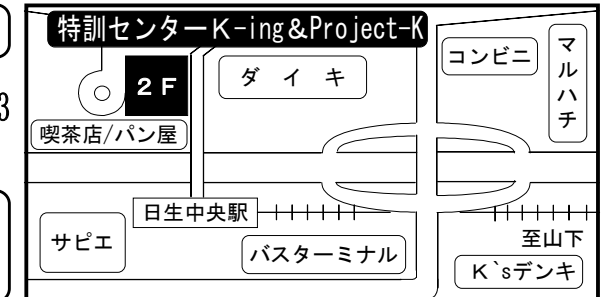 特訓センターK-ing&Project-K
コンビニ
マルハチ
2F
ダイキ
3
喫茶店/パン屋
日生中央駅
サピエ
バスターミナル
至山下
K`sデンキ